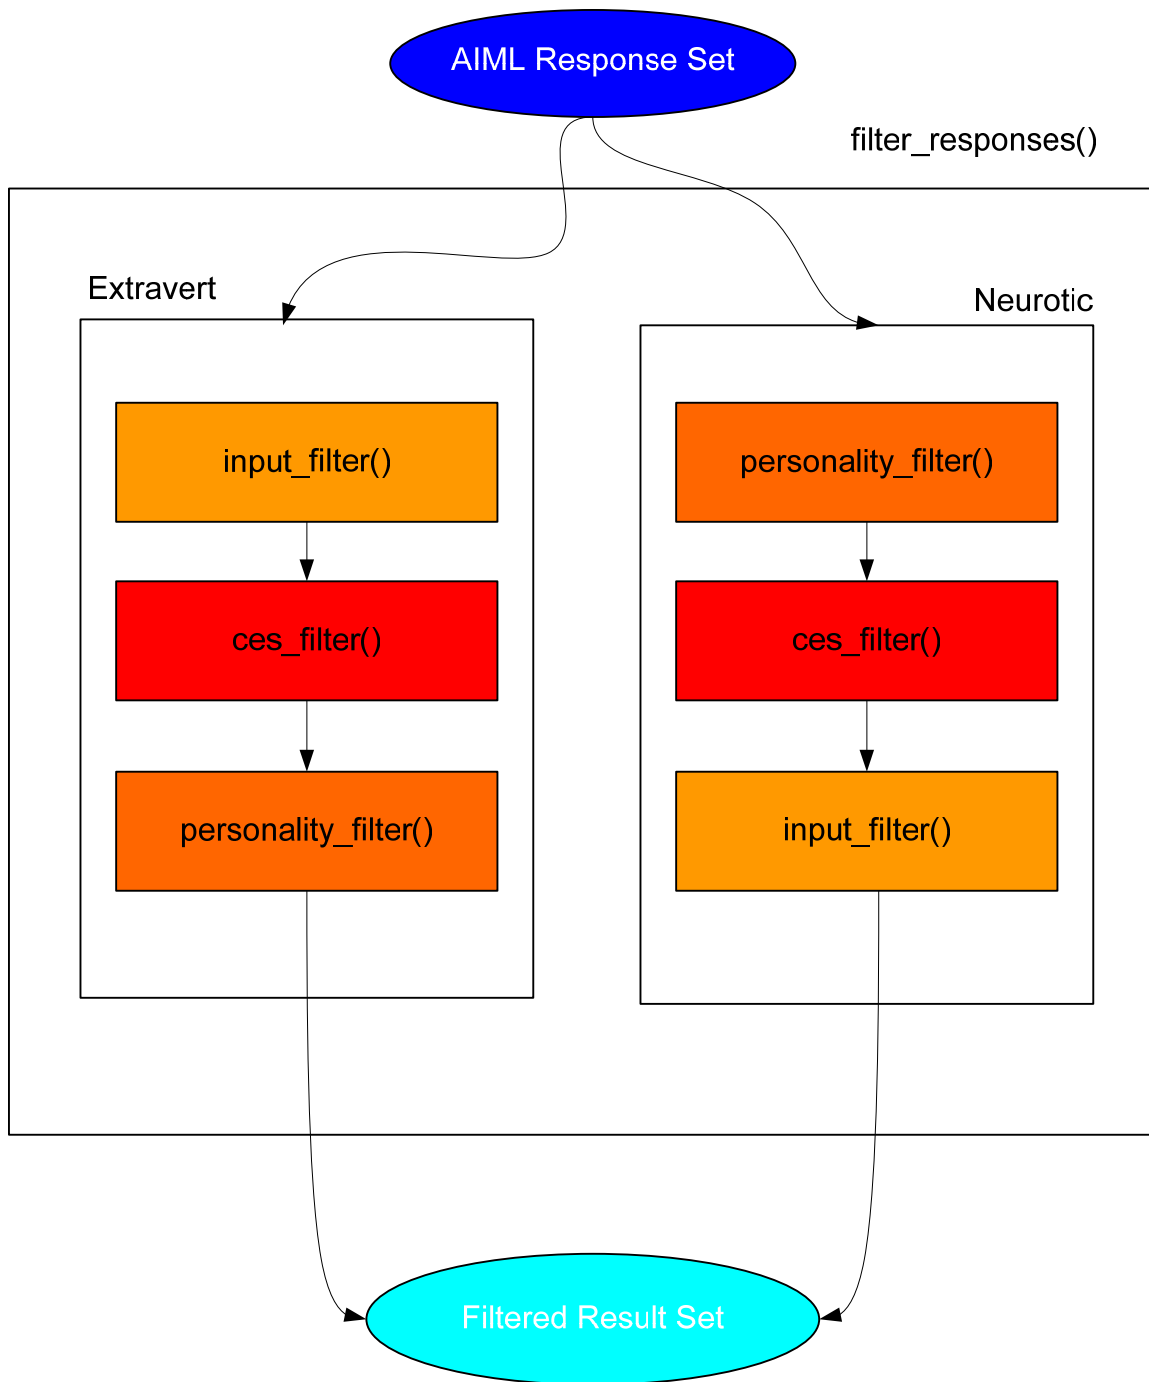 AIML Response Set
filter_responses()
Extravert
Neurotic
input_filter()
personality_filter()
ces_filter()
ces_filter()
personality_filter()
input_filter()
Filtered Result Set